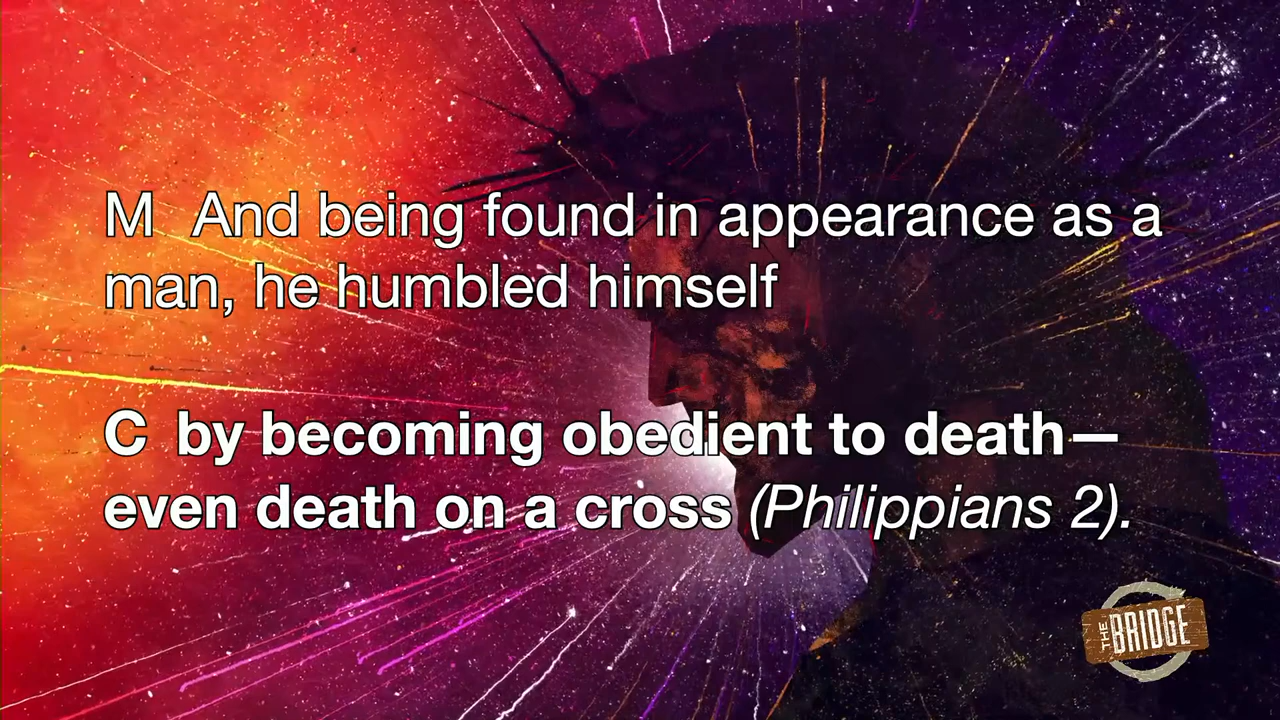 M And being found in appearance as a
man, he humbled himself
C by becoming obedient to death—
even death on a cross (Philippians 2).
THE BRIDGE